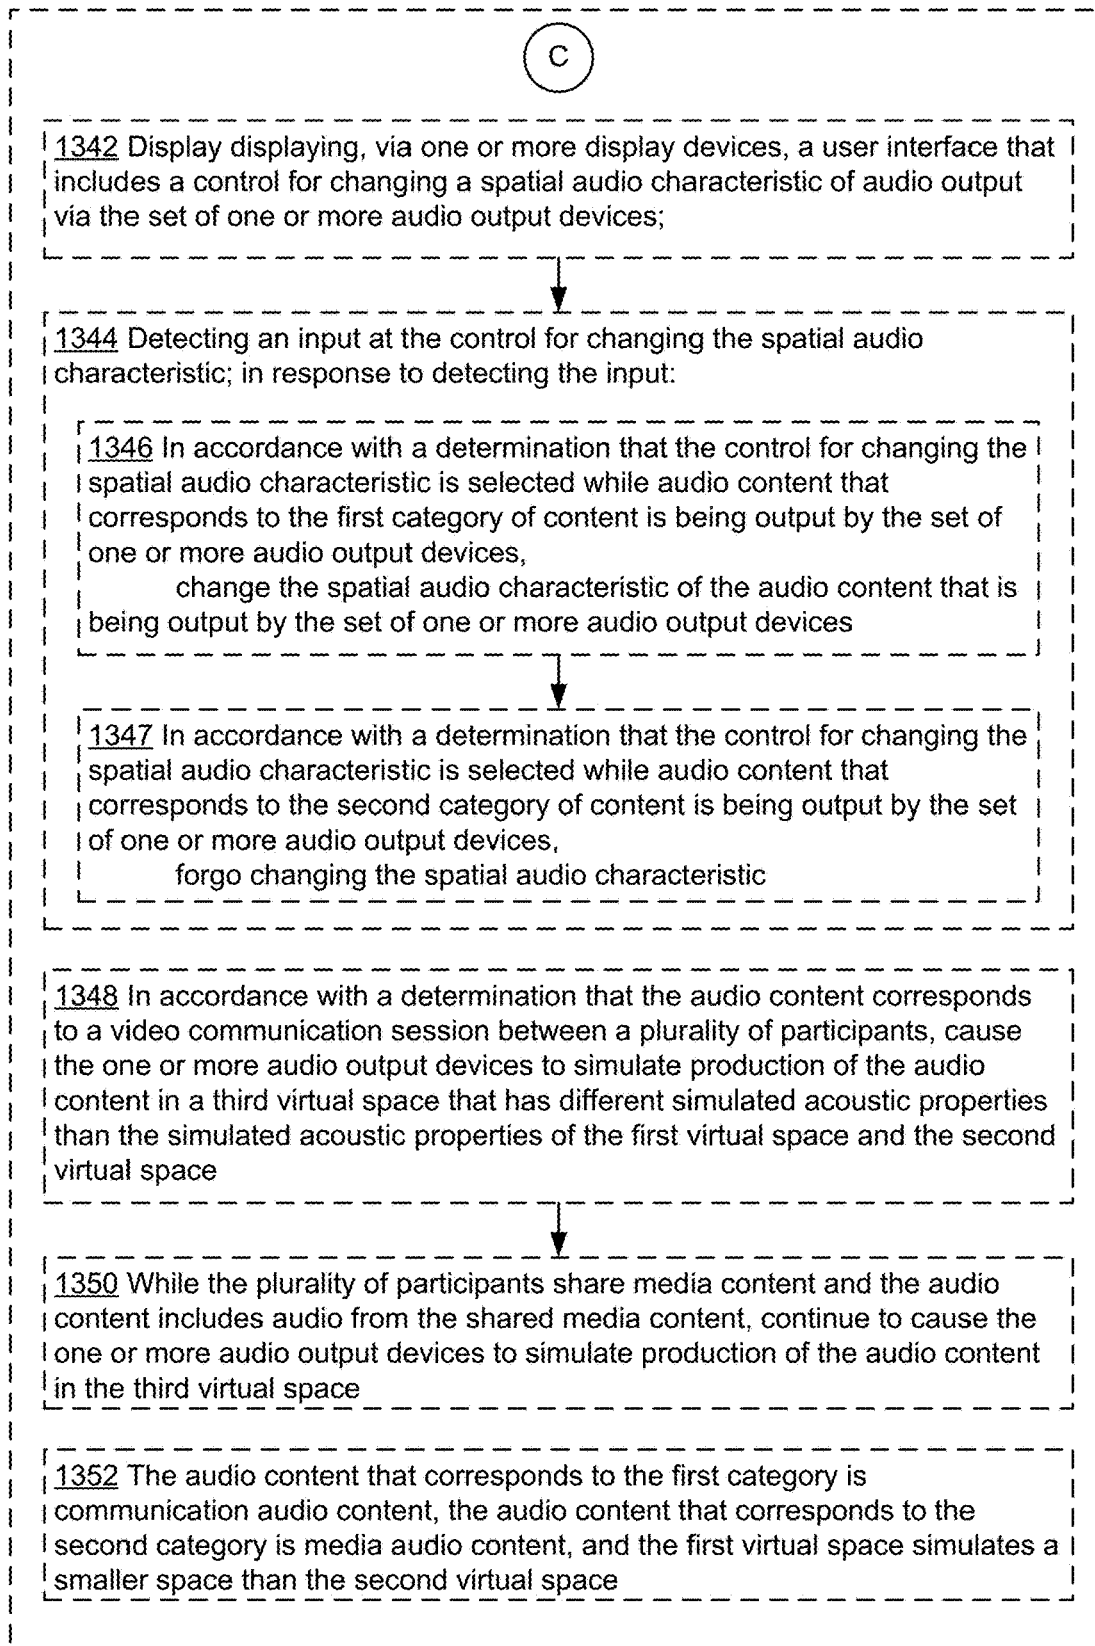 C
1342 Display displaying, via one or more display devices, a user interface that
includes a control for changing a spatial audio characteristic of audio output
via the set of one or more audio output devices;
1344 Detecting an input at the control for changing the spatial audio
characteristic; in response to detecting the input:
1346 In accordance with a determination that the control for changing the
spatial audio characteristic is selected while audio content that
corresponds to the first category of content is being output by the set of
one or more audio output devices,
change the spatial audio characteristic of the audio content that is
being output by the set of one or more audio output devices
1347 In accordance with a determination that the control for changing the
spatial audio characteristic is selected while audio content that
corresponds to the second category of content is being output by the set
of one or more audio output devices,
forgo changing the spatial audio characteristic
1348 In accordance with a determination that the audio content corresponds
to a video communication session between a plurality of participants, cause
the one or more audio output devices to simulate production of the audio
content in a third virtual space that has different simulated acoustic properties
than the simulated acoustic properties of the first virtual space and the second
virtual space
1350 While the plurality of participants share media content and the audio
content includes audio from the shared media content, continue to cause the
one or more audio output devices to simulate production of the audio content
in the third virtual space
1352 The audio content that corresponds to the first category is
communication audio content, the audio content that corresponds to the
second category is media audio content, and the first virtual space simulates a
smaller space than the second virtual space